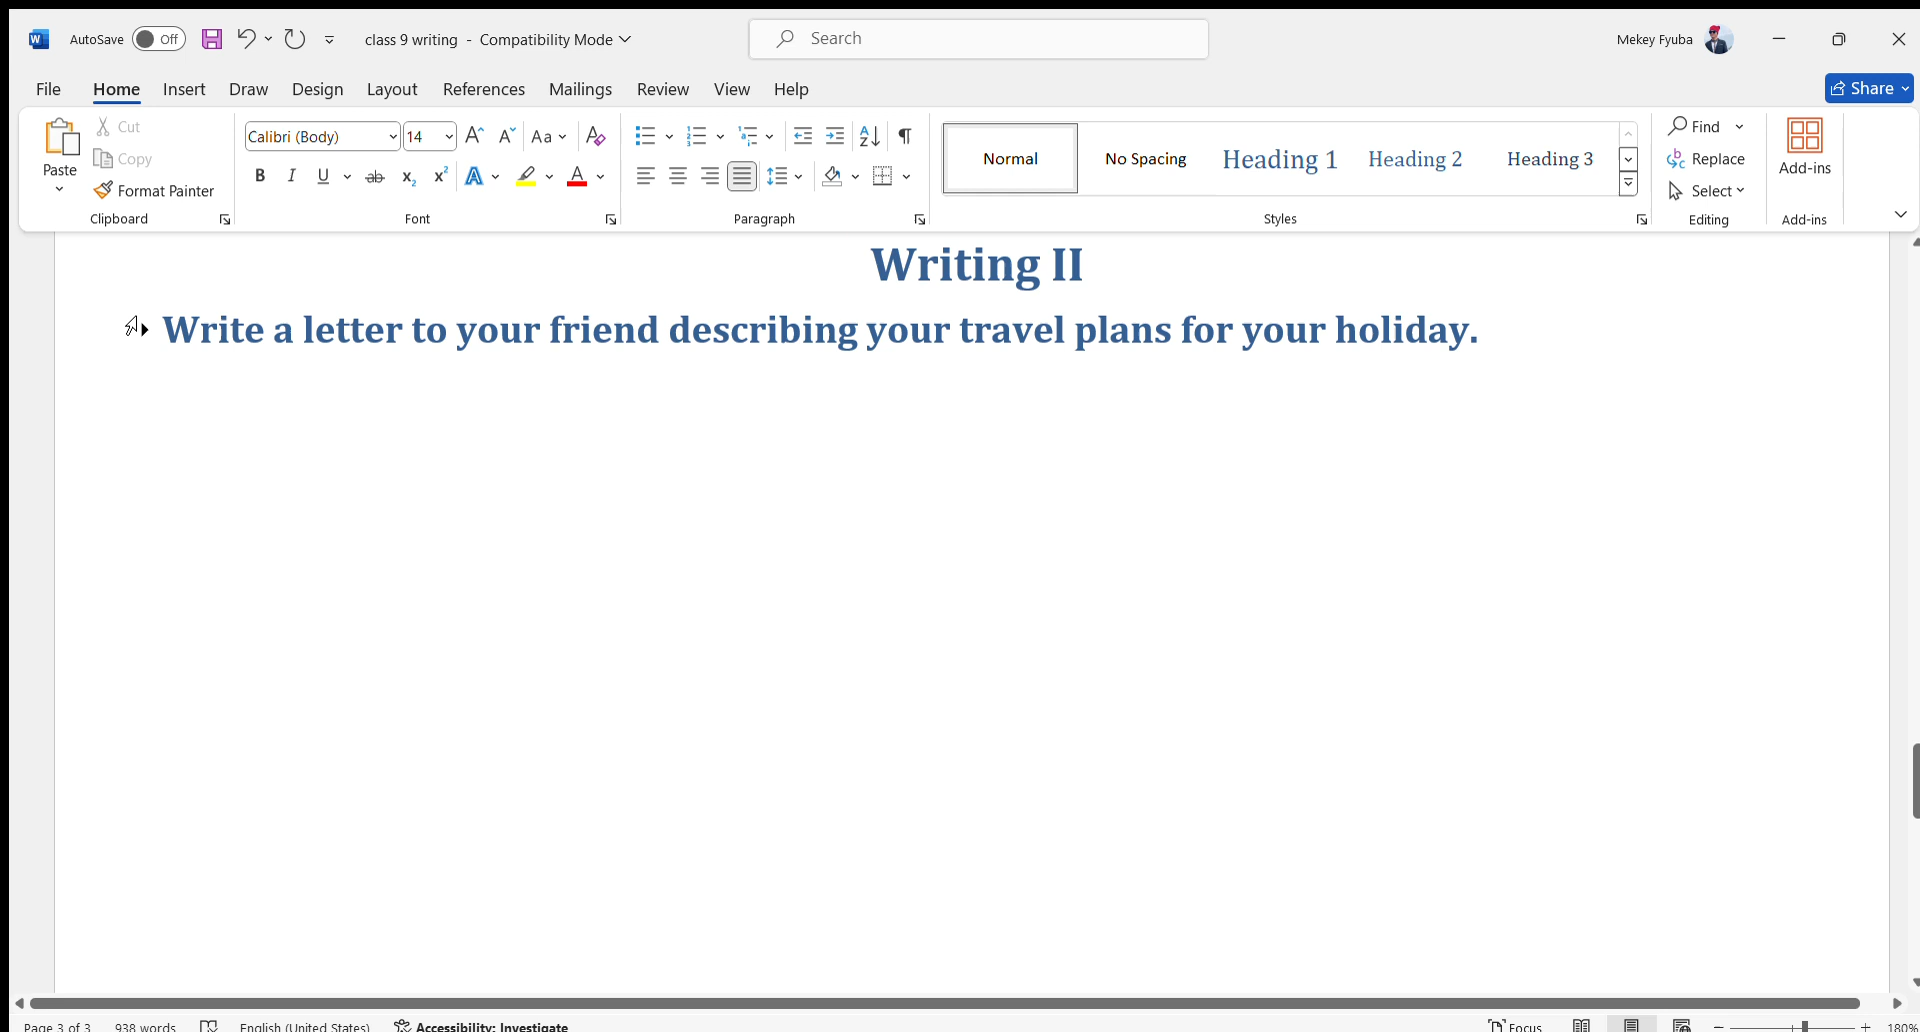 AutoSave Off class 9 writing - Compatibility Mode Search Mekey Fyuba
File Home Insert Draw Design Layout References Mailings Review View Help Share
Paste Cut Copy Format Painter Clipboard
Calibri (Body) 14 Aa B I U ab x₂ x² A A Font
Paragraph
Normal No Spacing Heading 1 Heading 2 Heading 3 Styles
Find Replace Select Editing
Add-ins Add-ins
Writing II
Write a letter to your friend describing your travel plans for your holiday.
Page 3 of 3 938 words English (United States) Accessibility: Investigate Focus 180%